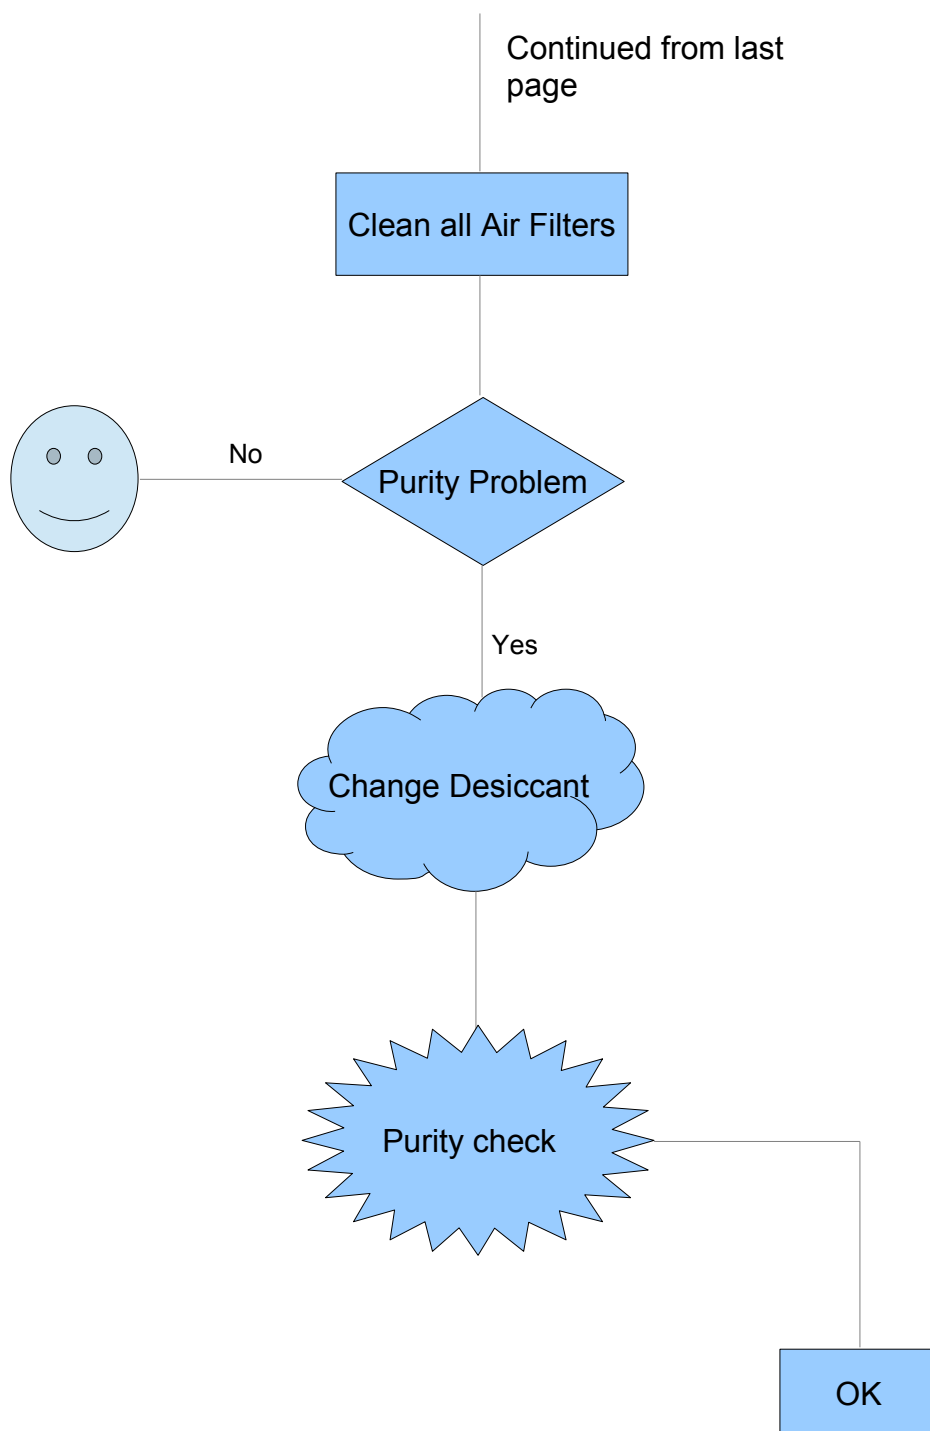 Continued from last
page
Clean all Air Filters
No
Purity Problem
Yes
Change Desiccant
Purity check
OK